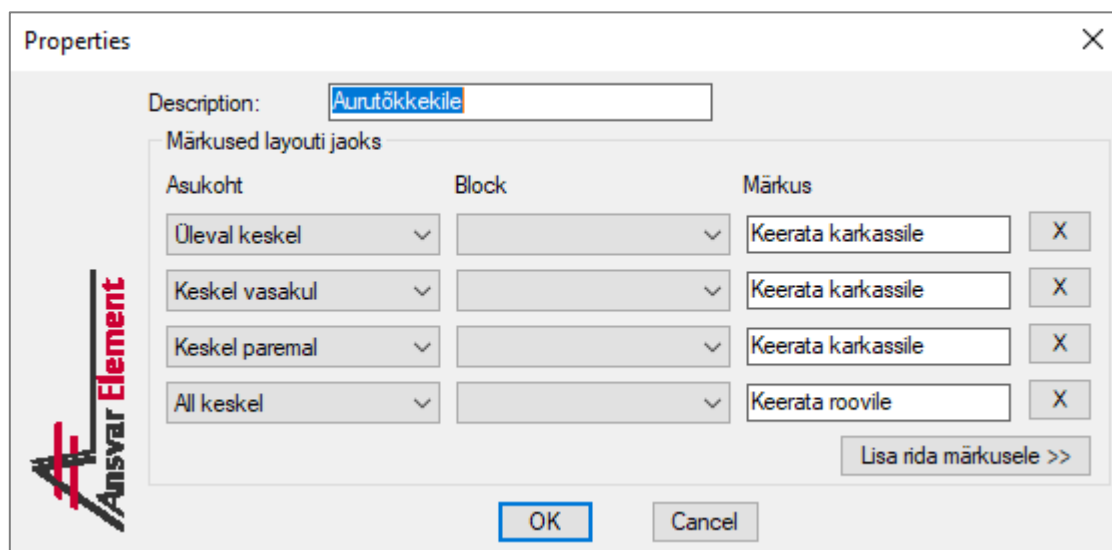 Properties
Description: Aurutõkkekile
Märkused layouti jaoks
Asukoht Block Märkus
Üleval keskel Keerata karkassile X
Keskel vasakul Keerata karkassile X
Keskel paremal Keerata karkassile X
All keskel Keerata roovile X
Lisa rida märkusele >>
OK Cancel
Ansvar Element